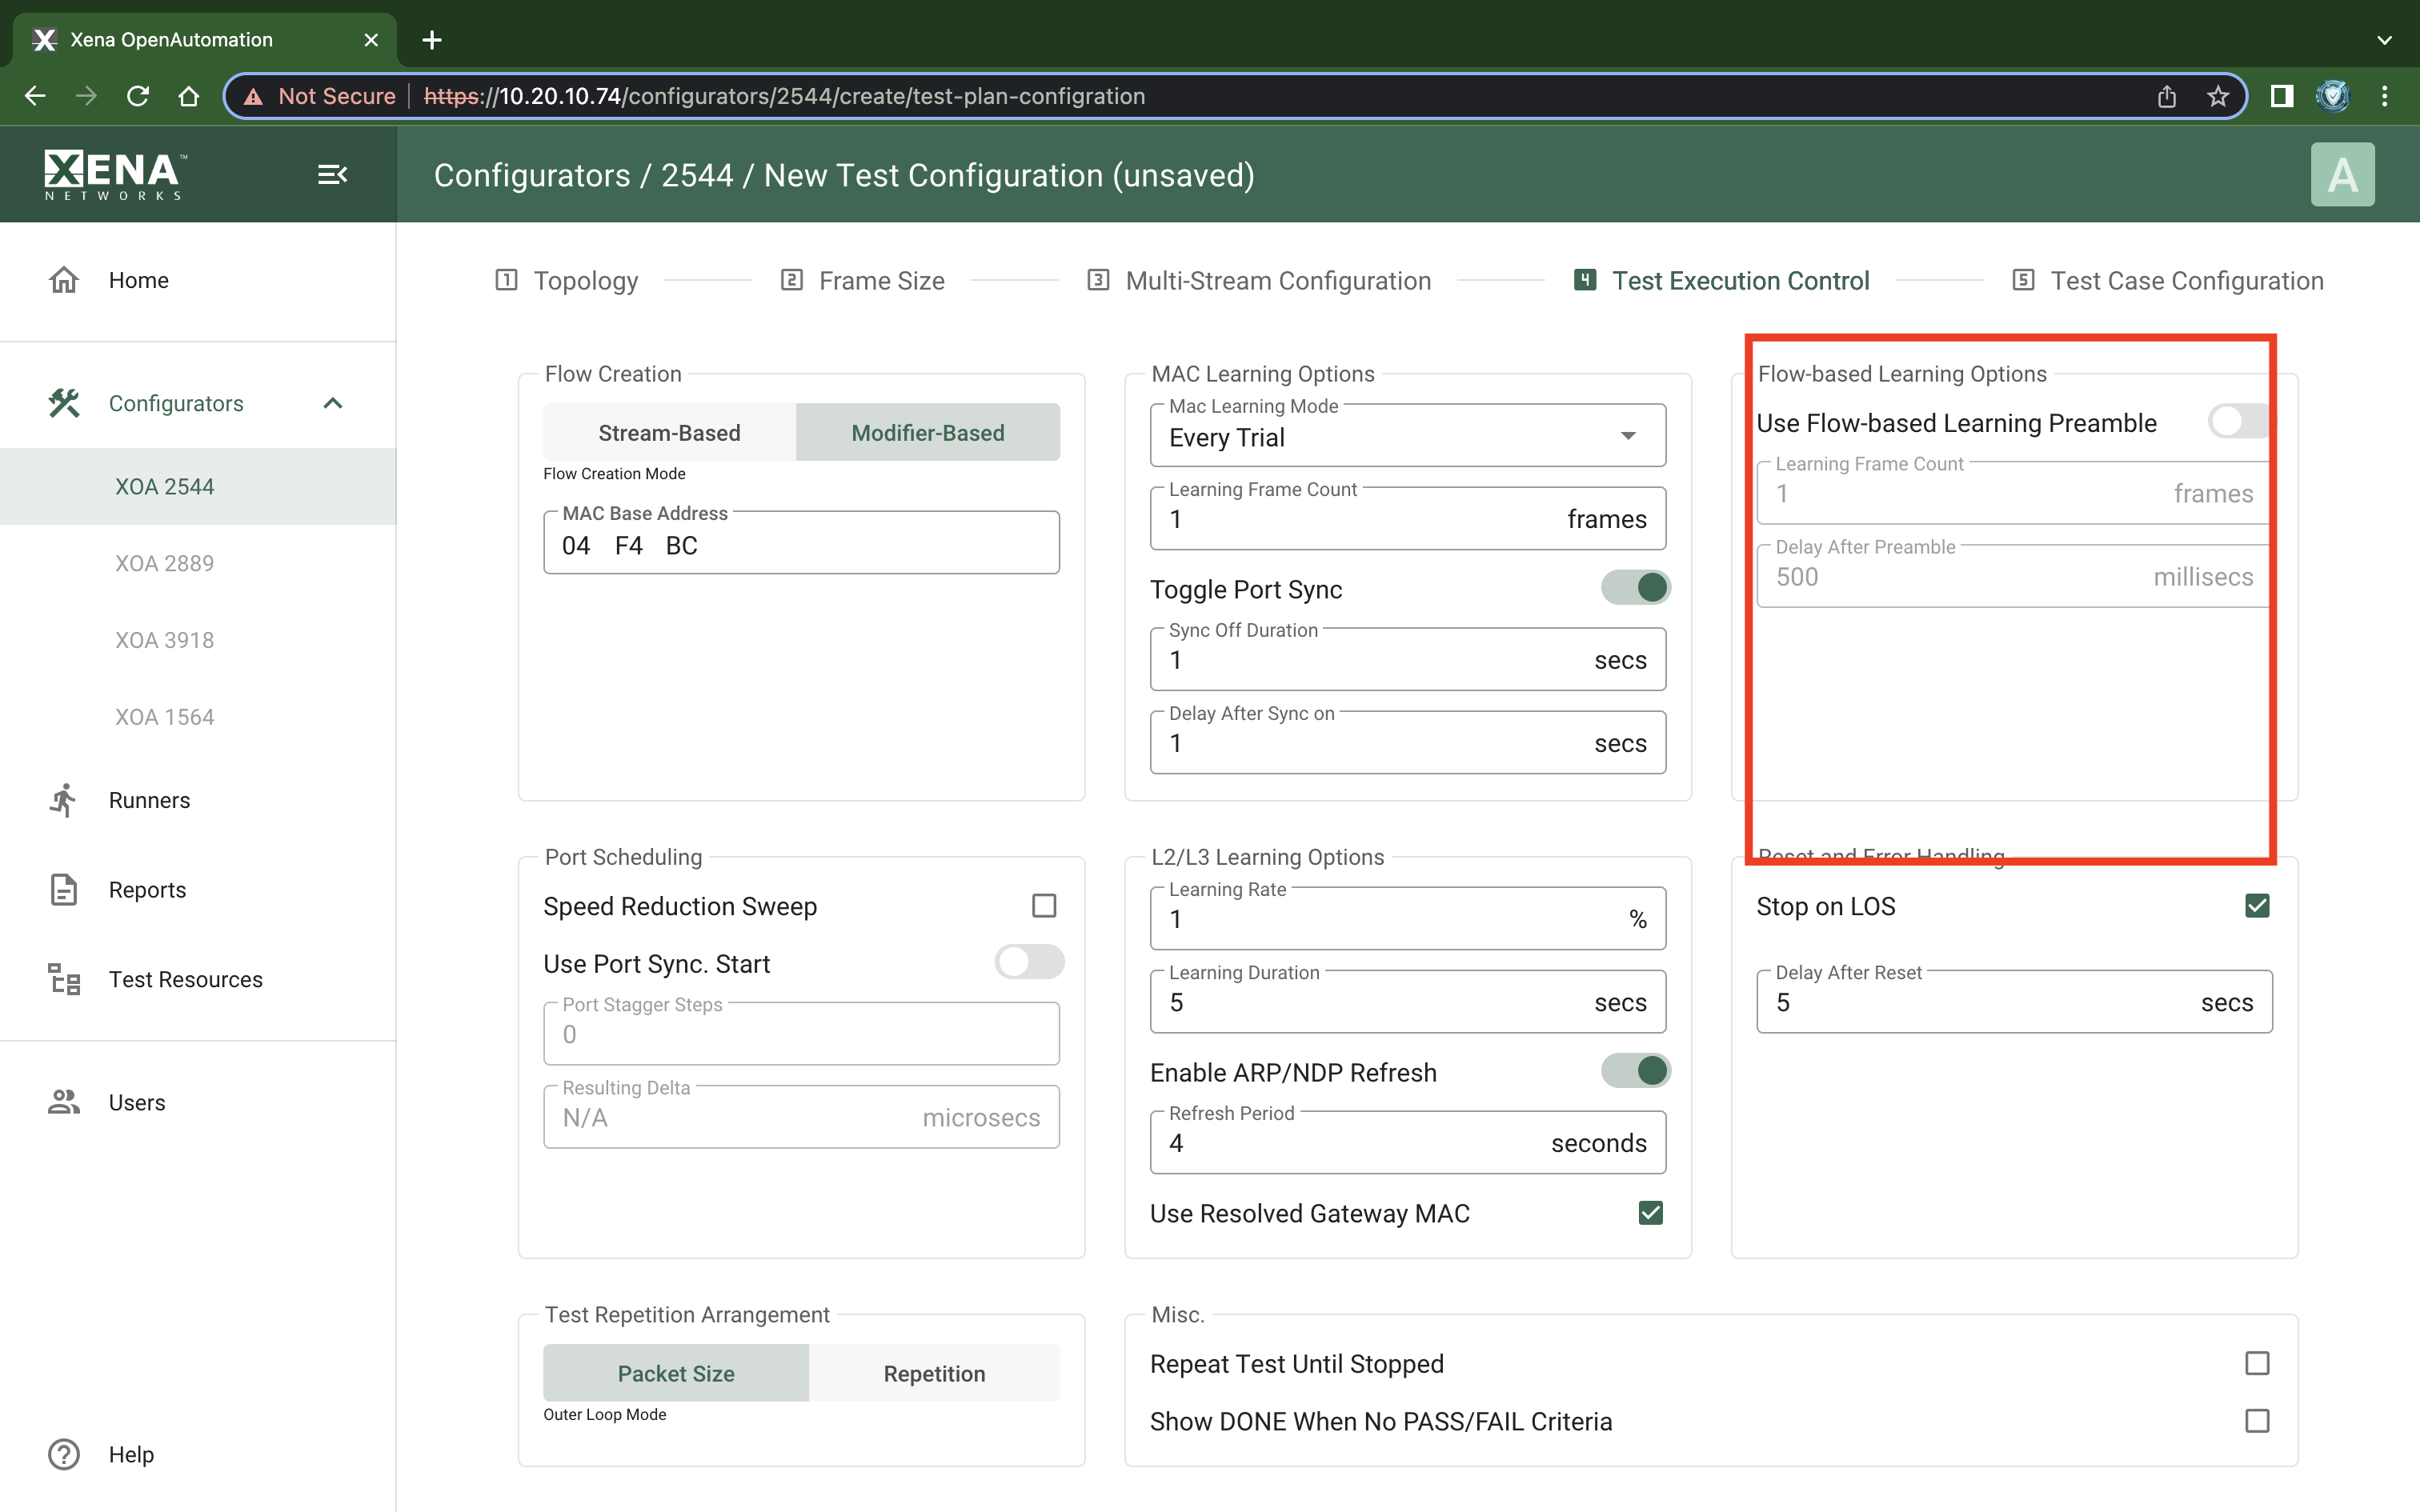 Xena OpenAutomation
Not Secure https://10.20.10.74/configurators/2544/create/test-plan-configration
XENA™
NETWORKS
Configurators / 2544 / New Test Configuration (unsaved)
A
Home
Configurators
XOA 2544
XOA 2889
XOA 3918
XOA 1564
Runners
Reports
Test Resources
Users
Help
1 Topology
2 Frame Size
3 Multi-Stream Configuration
4 Test Execution Control
5 Test Case Configuration
Flow Creation
Stream-Based Modifier-Based
Flow Creation Mode
MAC Base Address
04 F4 BC
MAC Learning Options
Mac Learning Mode
Every Trial
Learning Frame Count
1 frames
Toggle Port Sync
Sync Off Duration
1 secs
Delay After Sync on
1 secs
Flow-based Learning Options
Use Flow-based Learning Preamble
Learning Frame Count
1 frames
Delay After Preamble
500 millisecs
Port Scheduling
Speed Reduction Sweep
Use Port Sync. Start
Port Stagger Steps
0
Resulting Delta
N/A microsecs
L2/L3 Learning Options
Learning Rate
1 %
Learning Duration
5 secs
Enable ARP/NDP Refresh
Refresh Period
4 seconds
Use Resolved Gateway MAC
Reset and Error Handling
Stop on LOS
Delay After Reset
5 secs
Test Repetition Arrangement
Packet Size Repetition
Outer Loop Mode
Misc.
Repeat Test Until Stopped
Show DONE When No PASS/FAIL Criteria